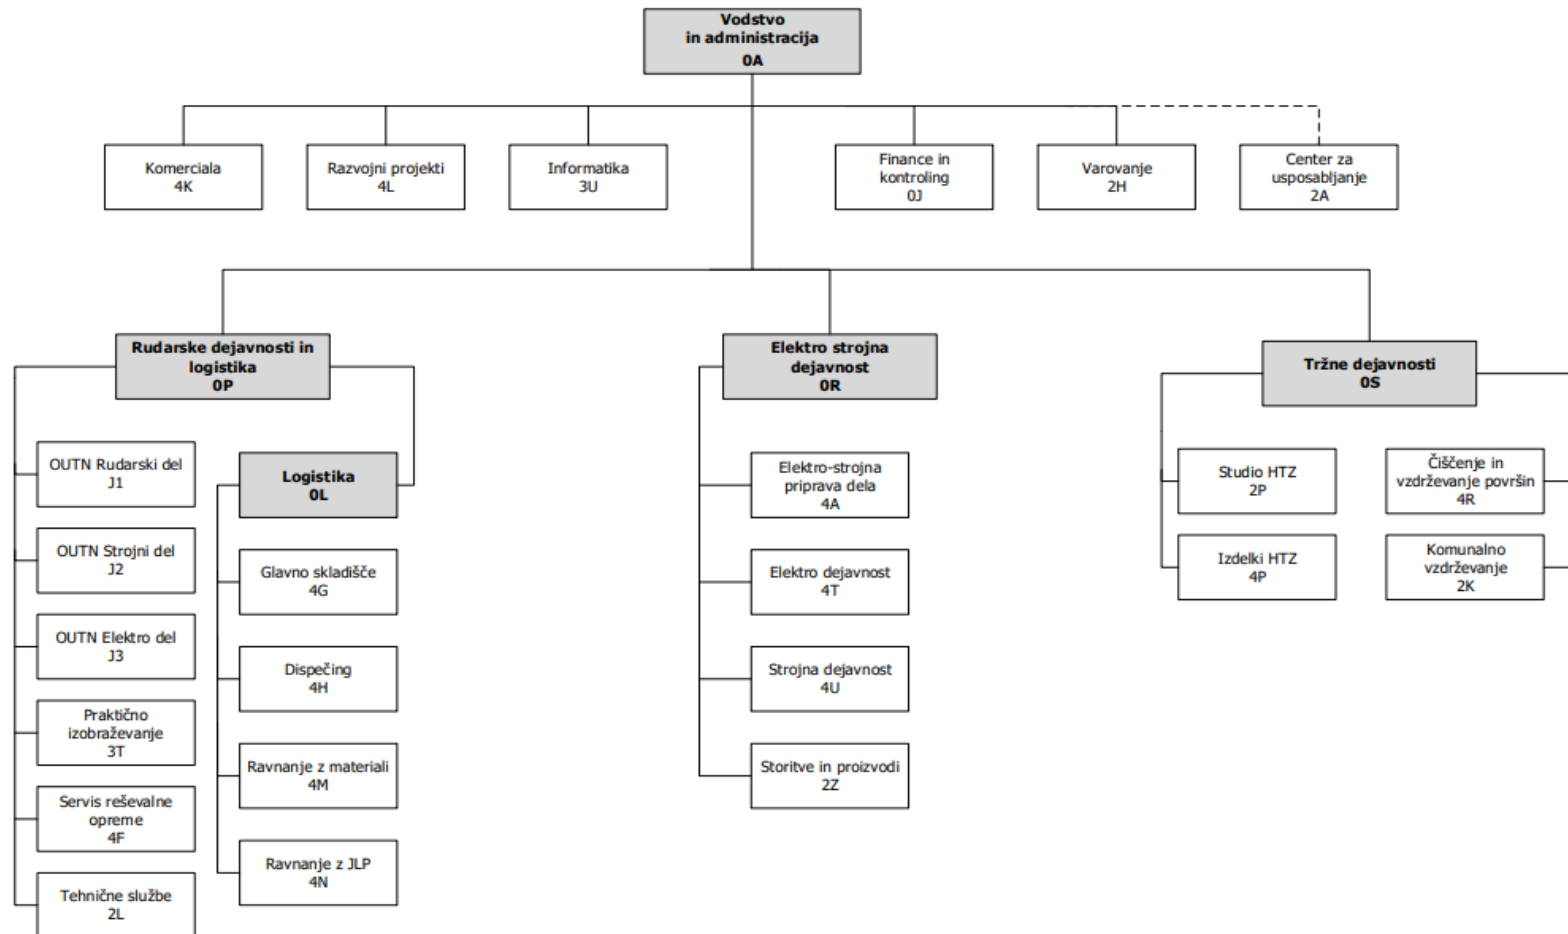 Vodstvo
in administracija
0A
Komerciala
4K
Razvojni projekti
4L
Informatika
3U
Finance in
kontroling
0J
Varovanje
2H
Center za
usposabljanje
2A
Rudarske dejavnosti in
logistika
0P
Elektro strojna
dejavnost
0R
Tržne dejavnosti
0S
OUTN Rudarski del
J1
OUTN Strojni del
J2
OUTN Elektro del
J3
Praktično
izobraževanje
3T
Servis reševalne
opreme
4F
Tehnične službe
2L
Logistika
0L
Glavno skladišče
4G
Dispečing
4H
Ravnanje z materiali
4M
Ravnanje z JLP
4N
Elektro-strojna
priprava dela
4A
Elektro dejavnost
4T
Strojna dejavnost
4U
Storitve in proizvodi
2Z
Studio HTZ
2P
Izdelki HTZ
4P
Čiščenje in
vzdrževanje površin
4R
Komunalno
vzdrževanje
2K